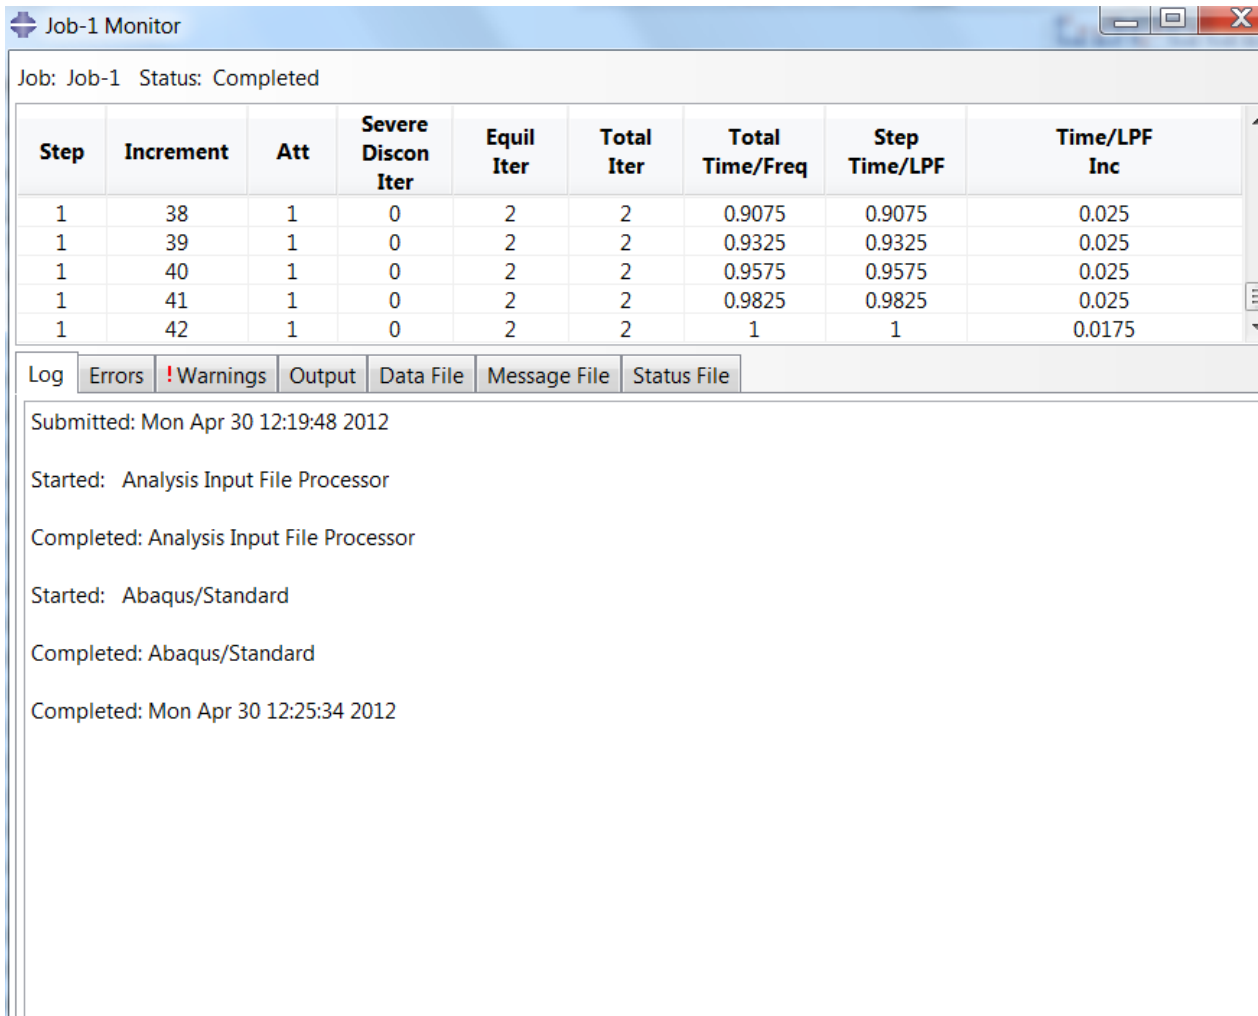 Job-1 Monitor
Job: Job-1 Status: Completed
Step Increment Att Severe Discon Iter Equil Iter Total Iter Total Time/Freq Step Time/LPF Time/LPF Inc
1 38 1 0 2 2 0.9075 0.9075 0.025
1 39 1 0 2 2 0.9325 0.9325 0.025
1 40 1 0 2 2 0.9575 0.9575 0.025
1 41 1 0 2 2 0.9825 0.9825 0.025
1 42 1 0 2 2 1 1 0.0175
Log Errors !Warnings Output Data File Message File Status File
Submitted: Mon Apr 30 12:19:48 2012
Started: Analysis Input File Processor
Completed: Analysis Input File Processor
Started: Abaqus/Standard
Completed: Abaqus/Standard
Completed: Mon Apr 30 12:25:34 2012